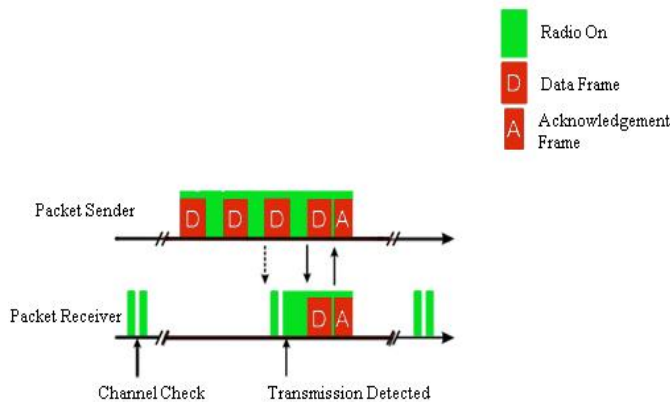 Radio On
D Data Frame
A Acknowledgement
Frame
Packet Sender
D D D D A
Packet Receiver
D A
Channel Check
Transmission Detected